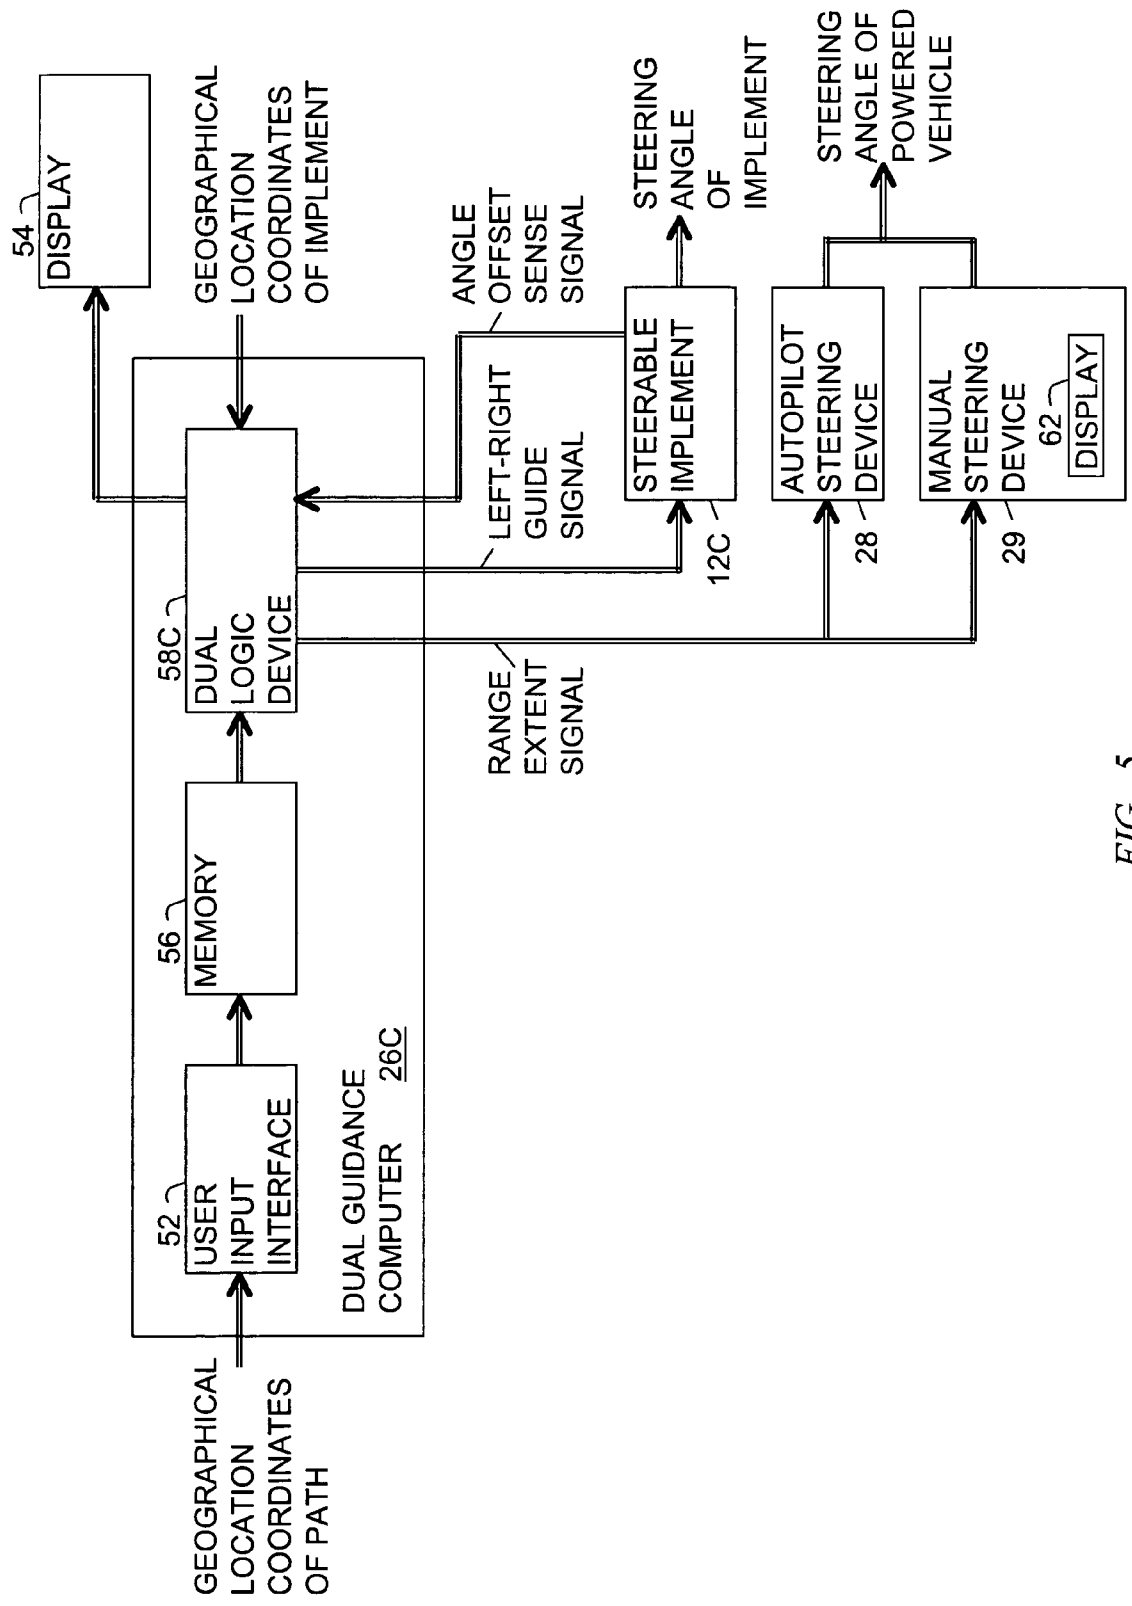 54
DISPLAY
GEOGRAPHICAL
LOCATION
COORDINATES
OF IMPLEMENT
58C
DUAL
LOGIC
DEVICE
56
MEMORY
52
USER
INPUT
INTERFACE
DUAL GUIDANCE
COMPUTER 26C
GEOGRAPHICAL
LOCATION
COORDINATES
OF PATH
ANGLE
OFFSET
SENSE
SIGNAL
LEFT-RIGHT
GUIDE
SIGNAL
RANGE
EXTENT
SIGNAL
STEERABLE
IMPLEMENT
12C
STEERING
ANGLE
OF
IMPLEMENT
AUTOPILOT
STEERING
DEVICE
28
MANUAL
STEERING
DEVICE
29
62
DISPLAY
STEERING
ANGLE OF
POWERED
VEHICLE
FIG. 5